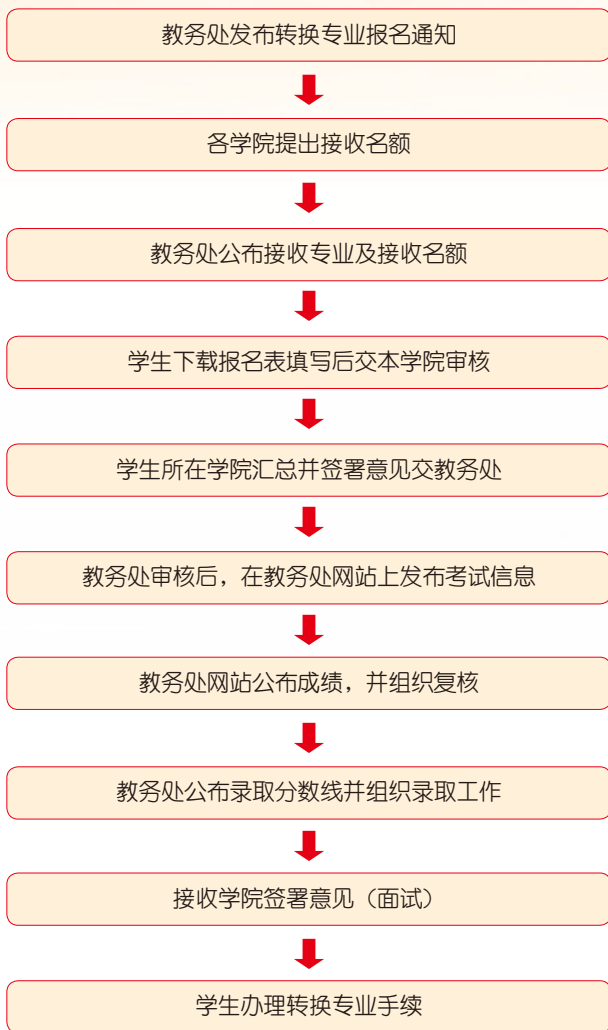 教务处发布转换专业报名通知
各学院提出接收名额
教务处公布接收专业及接收名额
学生下载报名表填写后交本学院审核
学生所在学院汇总并签署意见交教务处
教务处审核后，在教务处网站上发布考试信息
教务处网站公布成绩，并组织复核
教务处公布录取分数线并组织录取工作
接收学院签署意见（面试）
学生办理转换专业手续